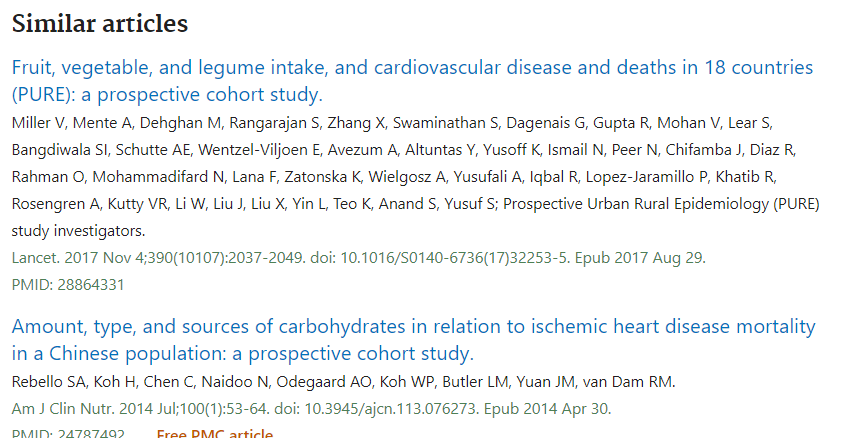 Similar articles
Fruit, vegetable, and legume intake, and cardiovascular disease and deaths in 18 countries
(PURE): a prospective cohort study.
Miller V, Mente A, Dehghan M, Rangarajan S, Zhang X, Swaminathan S, Dagenais G, Gupta R, Mohan V, Lear S,
Bangdiwala SI, Schutte AE, Wentzel-Viljoen E, Avezum A, Altuntas Y, Yusoff K, Ismail N, Peer N, Chifamba J, Diaz R,
Rahman O, Mohammadifard N, Lana F, Zatonska K, Wielgosz A, Yusufali A, Iqbal R, Lopez-Jaramillo P, Khatib R,
Rosengren A, Kutty VR, Li W, Liu J, Liu X, Yin L, Teo K, Anand S, Yusuf S; Prospective Urban Rural Epidemiology (PURE)
study investigators.
Lancet. 2017 Nov 4;390(10107):2037-2049. doi: 10.1016/S0140-6736(17)32253-5. Epub 2017 Aug 29.
PMID: 28864331
Amount, type, and sources of carbohydrates in relation to ischemic heart disease mortality
in a Chinese population: a prospective cohort study.
Rebello SA, Koh H, Chen C, Naidoo N, Odegaard AO, Koh WP, Butler LM, Yuan JM, van Dam RM.
Am J Clin Nutr. 2014 Jul;100(1):53-64. doi: 10.3945/ajcn.113.076273. Epub 2014 Apr 30.
PMID: 24787492 Free PMC article